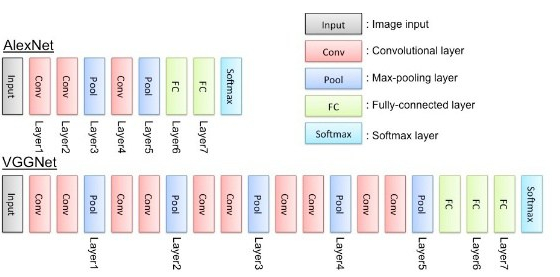 Input : Image input
Conv : Convolutional layer
Pool : Max-pooling layer
FC : Fully-connected layer
Softmax : Softmax layer
AlexNet
Input Conv Conv Pool Conv Pool FC FC Softmax
Layer1 Layer2 Layer3 Layer4 Layer5 Layer6 Layer7
VGGNet
Input Conv Conv Pool Conv Conv Pool Conv Conv Pool Conv Conv Pool Conv Conv Pool FC FC FC Softmax
Layer1 Layer2 Layer3 Layer4 Layer5 Layer6 Layer7